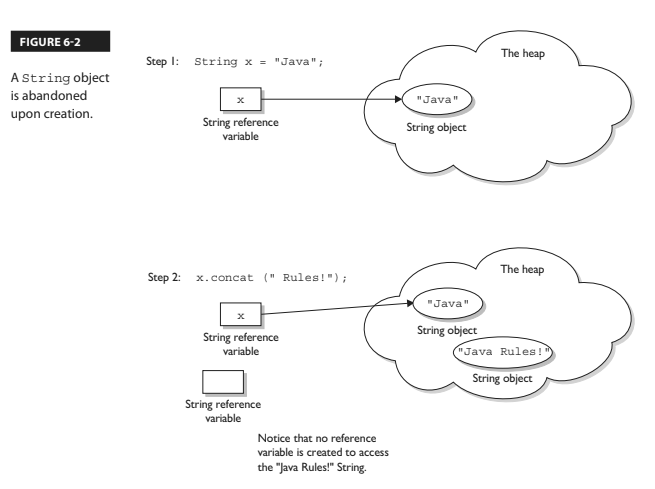 FIGURE 6-2
A String object
is abandoned
upon creation.
Step 1: String x = "Java";
The heap
x
"Java"
String reference
variable
String object
Step 2: x.concat (" Rules!");
The heap
"Java"
x
String object
String reference
variable
"Java Rules!"
String object
String reference
variable
Notice that no reference
variable is created to access
the "Java Rules!" String.